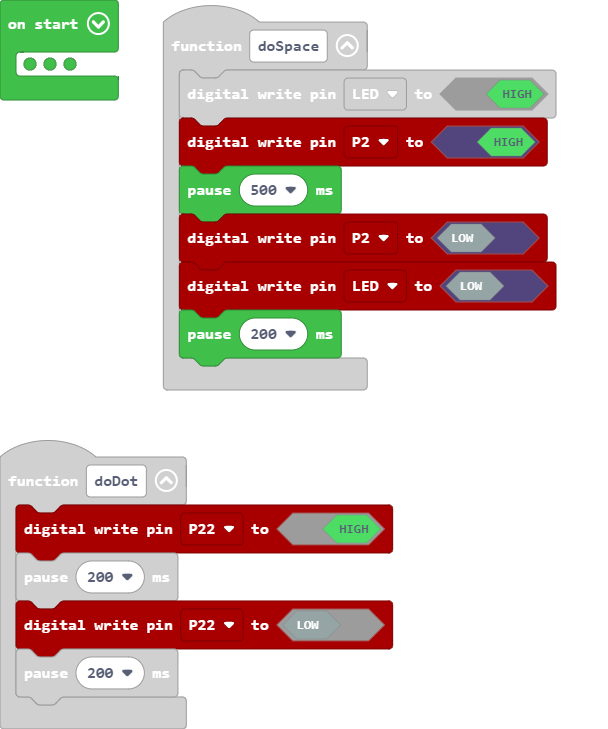 on start
function doSpace
digital write pin LED to HIGH
digital write pin P2 to HIGH
pause 500 ms
digital write pin P2 to LOW
digital write pin LED to LOW
pause 200 ms
function doDot
digital write pin P22 to HIGH
pause 200 ms
digital write pin P22 to LOW
pause 200 ms